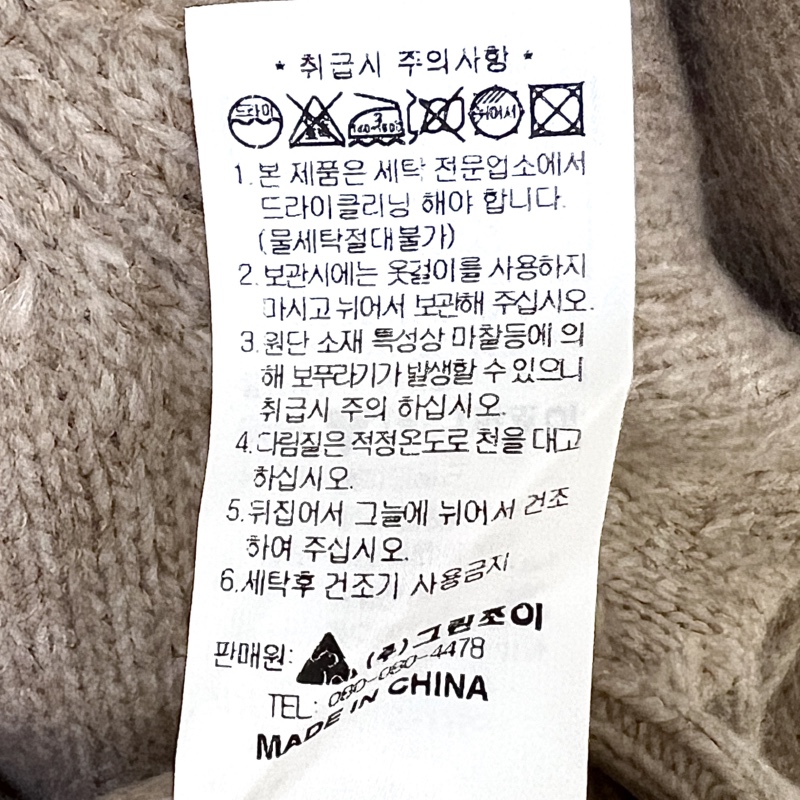 * 취급시 주의사항 *
드라이
3
뉘어서
1. 본 제품은 세탁 전문업소에서
드라이클리닝 해야 합니다.
(물세탁절대불가)
2. 보관시에는 옷걸이를 사용하지
마시고 뉘어서 보관해 주십시오.
3. 원단 소재 특성상 마찰등에 의
해 보푸라기가 발생할 수 있으니
취급시 주의 하십시오.
4. 다림질은 적정온도로 천을 대고
하십시오.
5. 뒤집어서 그늘에 뉘어서 건조
하여 주십시오.
6. 세탁후 건조기 사용금지
판매원: (주)그린조이
TEL: 080-080-4478
MADE IN CHINA